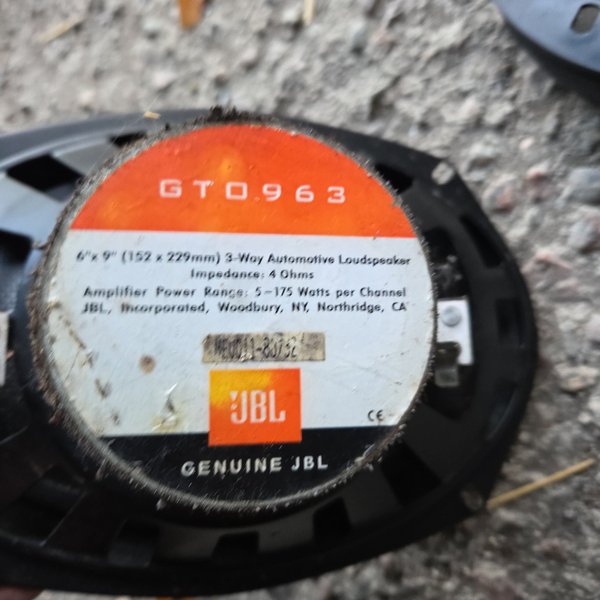 GTO963
6"x 9" (152 x 229mm) 3-Way Automotive Loudspeaker
Impedance: 4 Ohms
Amplifier Power Range: 5-175 Watts per Channel
JBL, Incorporated, Woodbury, NY, Northridge, CA
JBL
CE
GENUINE JBL